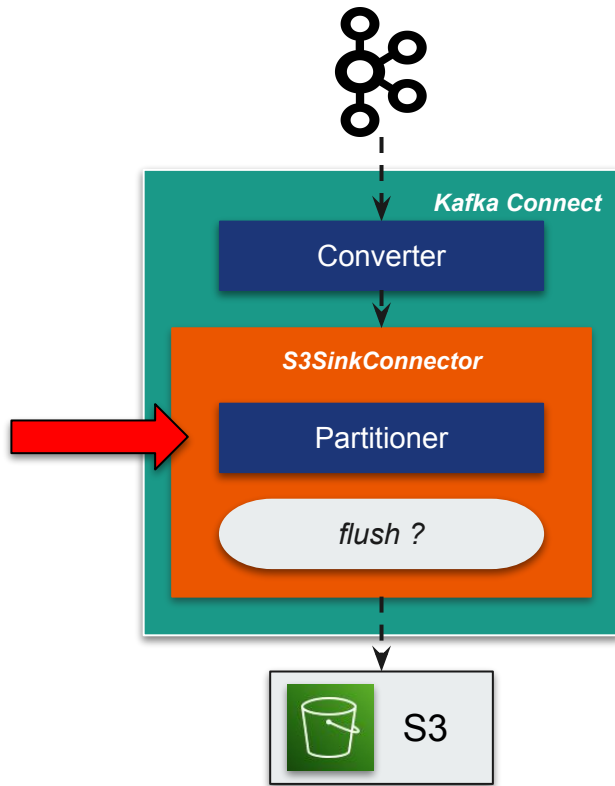 Kafka Connect
Converter
S3SinkConnector
Partitioner
flush ?
S3